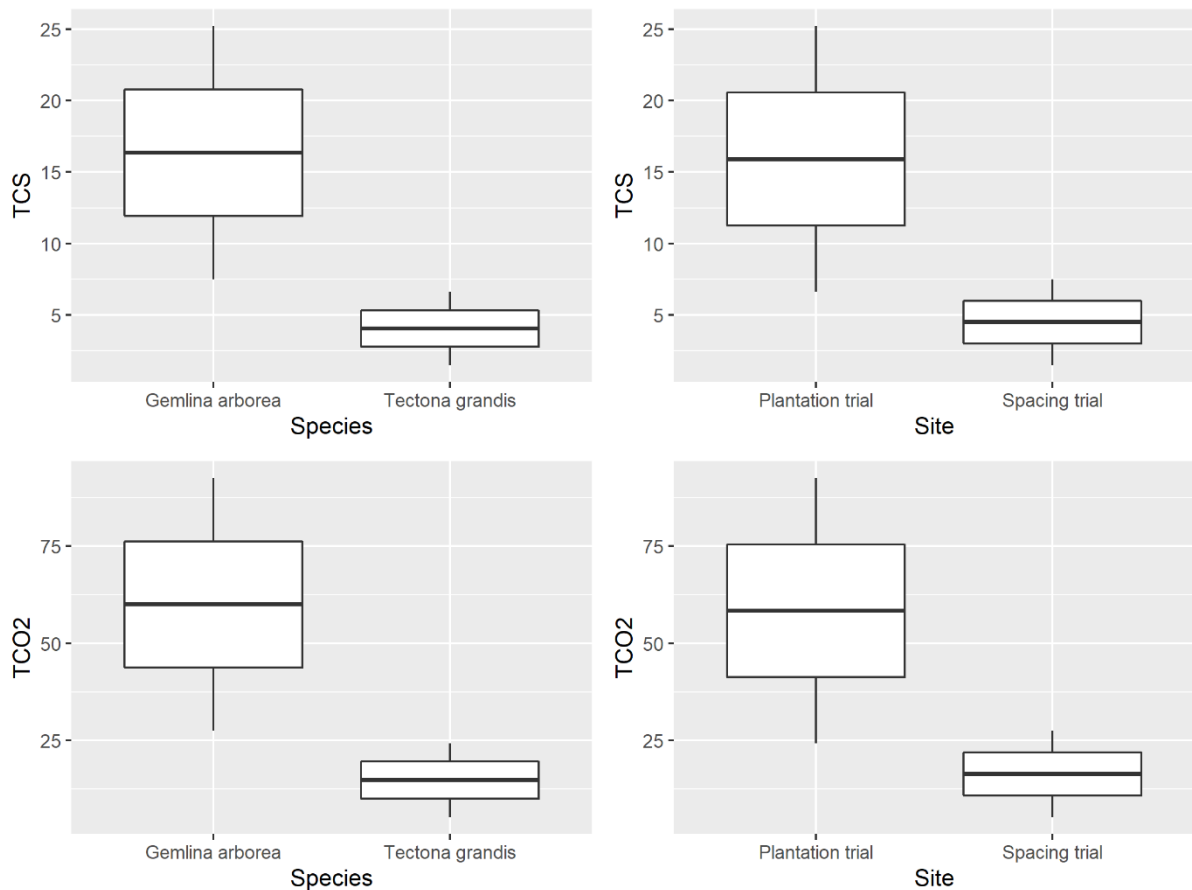 25
20
15
10
5
TCS
Gemlina arborea Tectona grandis
Species
25
20
15
10
5
TCS
Plantation trial Spacing trial
Site
75
50
25
TCO2
Gemlina arborea Tectona grandis
Species
75
50
25
TCO2
Plantation trial Spacing trial
Site